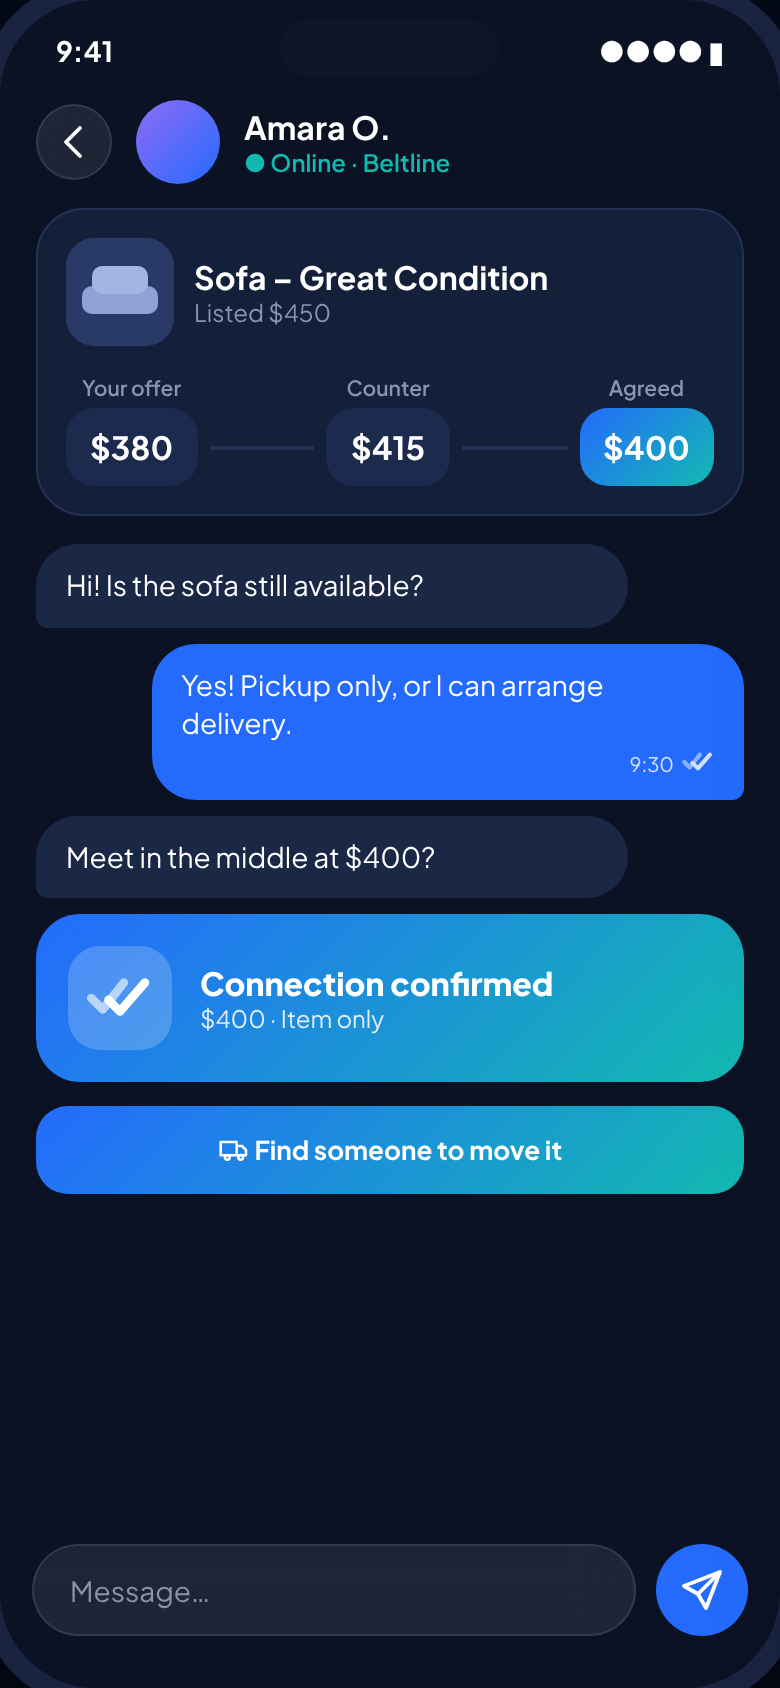 9:41
Amara O.
Online · Beltline
Sofa – Great Condition
Listed $450
Your offer
Counter
Agreed
$380
$415
$400
Hi! Is the sofa still available?
Yes! Pickup only, or I can arrange
delivery.
9:30
Meet in the middle at $400?
Connection confirmed
$400 · Item only
Find someone to move it
Message...